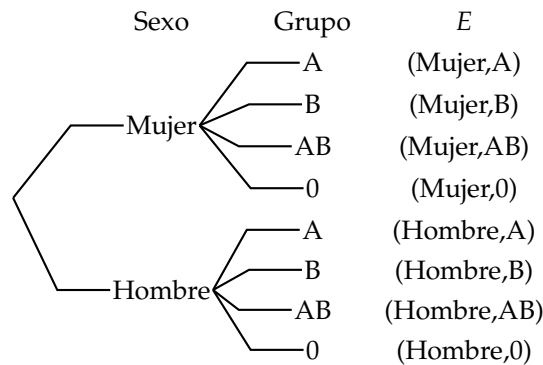 Sexo Grupo E
A (Mujer,A)
B (Mujer,B)
Mujer
AB (Mujer,AB)
0 (Mujer,0)
A (Hombre,A)
B (Hombre,B)
Hombre
AB (Hombre,AB)
0 (Hombre,0)